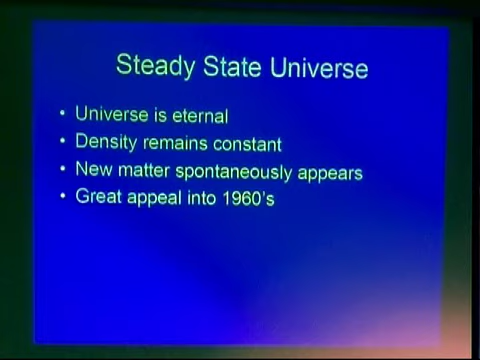 Steady State Universe
• Universe is eternal
• Density remains constant
• New matter spontaneously appears
• Great appeal into 1960's